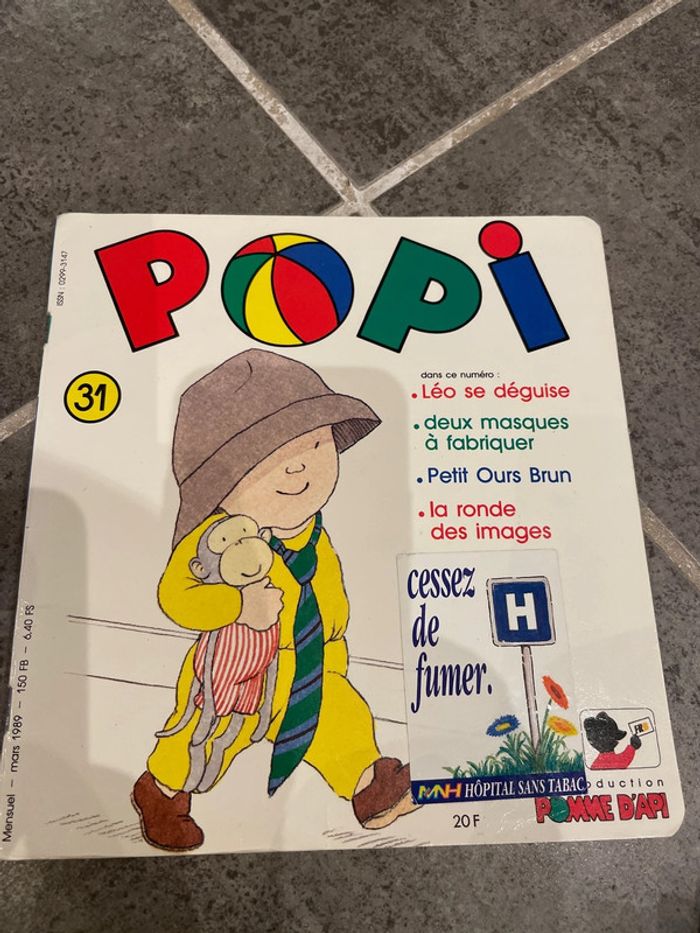 POPi
ISSN : 0299-3147
31
dans ce numéro :
• Léo se déguise
• deux masques
à fabriquer
• Petit Ours Brun
• la ronde
des images
cessez
de
fumer.
H
MNH HÔPITAL SANS TABAC
oduction
POMME D'API
20 F
Mensuel – mars 1989 – 150 FB – 6.40 FS